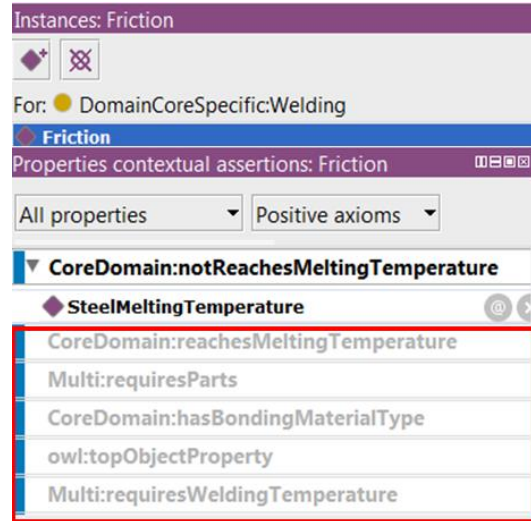 Instances: Friction
For: DomainCoreSpecific:Welding
Friction
Properties contextual assertions: Friction
All properties Positive axioms
CoreDomain:notReachesMeltingTemperature
SteelMeltingTemperature @
CoreDomain:reachesMeltingTemperature
Multi:requiresParts
CoreDomain:hasBondingMaterialType
owl:topObjectProperty
Multi:requiresWeldingTemperature